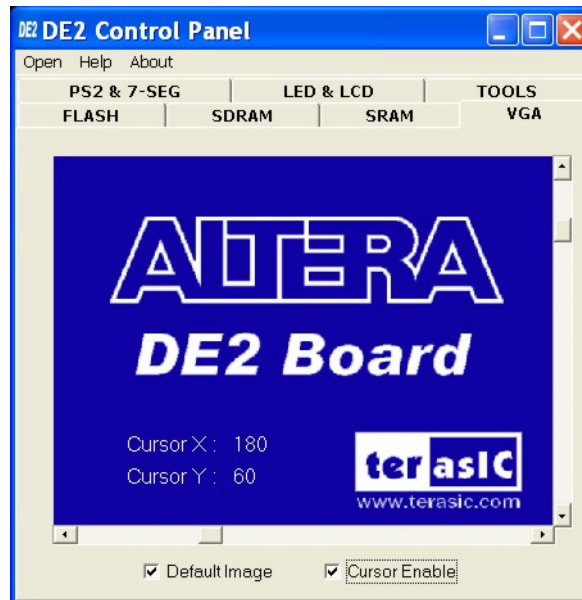 DE2 DE2 Control Panel
Open Help About
PS2 & 7-SEG LED & LCD TOOLS
FLASH SDRAM SRAM VGA
ALTERA
DE2 Board
Cursor X : 180
Cursor Y : 60
terasIC
www.terasic.com
Default Image Cursor Enable